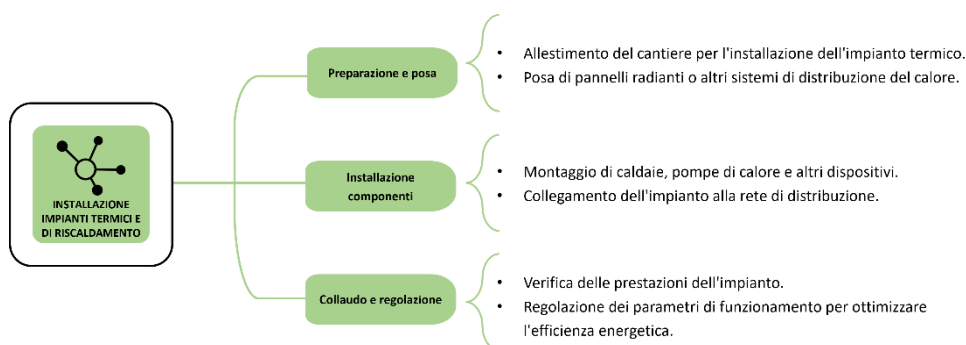 INSTALLAZIONE
IMPIANTI TERMICI E
DI RISCALDAMENTO
Preparazione e posa
• Allestimento del cantiere per l'installazione dell'impianto termico.
• Posa di pannelli radianti o altri sistemi di distribuzione del calore.
Installazione
componenti
• Montaggio di caldaie, pompe di calore e altri dispositivi.
• Collegamento dell'impianto alla rete di distribuzione.
Collaudo e regolazione
• Verifica delle prestazioni dell'impianto.
• Regolazione dei parametri di funzionamento per ottimizzare
l'efficienza energetica.